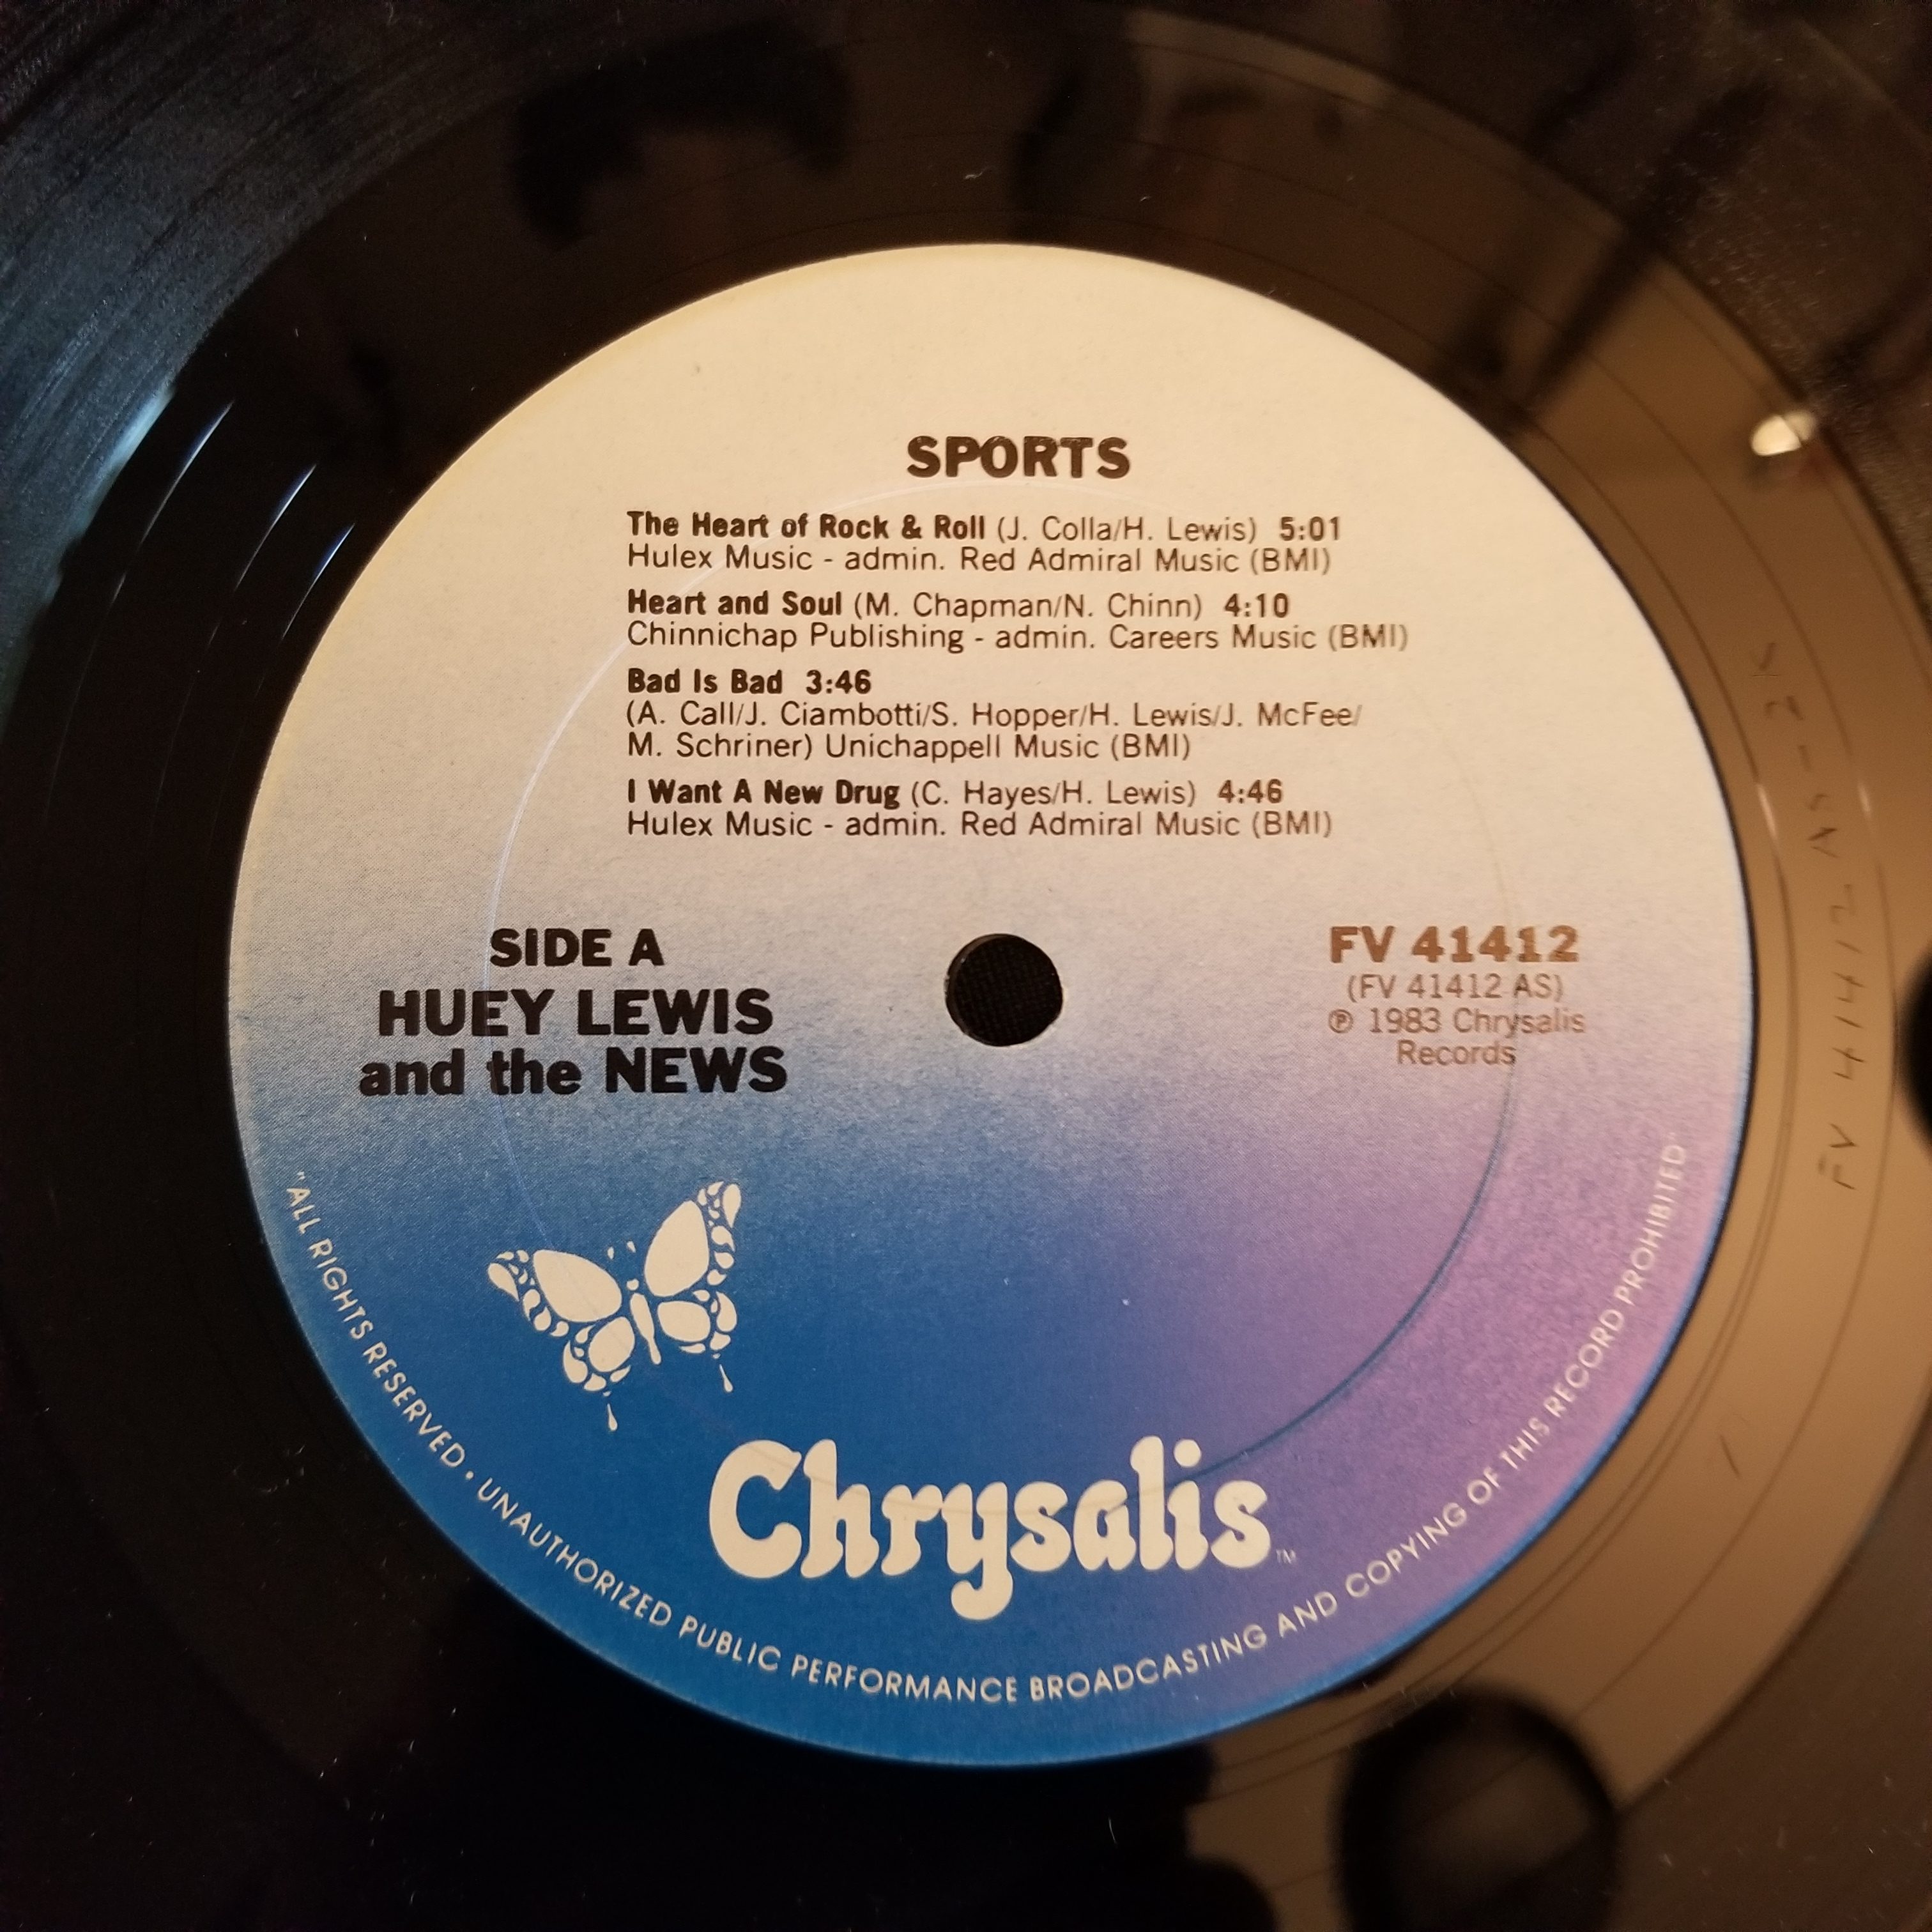 SPORTS
The Heart of Rock & Roll (J. Colla/H. Lewis) 5:01
Hulex Music - admin. Red Admiral Music (BMI)
Heart and Soul (M. Chapman/N. Chinn) 4:10
Chinnichap Publishing - admin. Careers Music (BMI)
Bad Is Bad 3:46
(A. Call/J. Ciambotti/S. Hopper/H. Lewis/J. McFee/
M. Schriner) Unichappell Music (BMI)
I Want A New Drug (C. Hayes/H. Lewis) 4:46
Hulex Music - admin. Red Admiral Music (BMI)
SIDE A
HUEY LEWIS
and the NEWS
FV 41412
(FV 41412 AS)
℗ 1983 Chrysalis
Records
Chrysalis™
"ALL RIGHTS RESERVED • UNAUTHORIZED PUBLIC PERFORMANCE BROADCASTING AND COPYING OF THIS RECORD PROHIBITED"